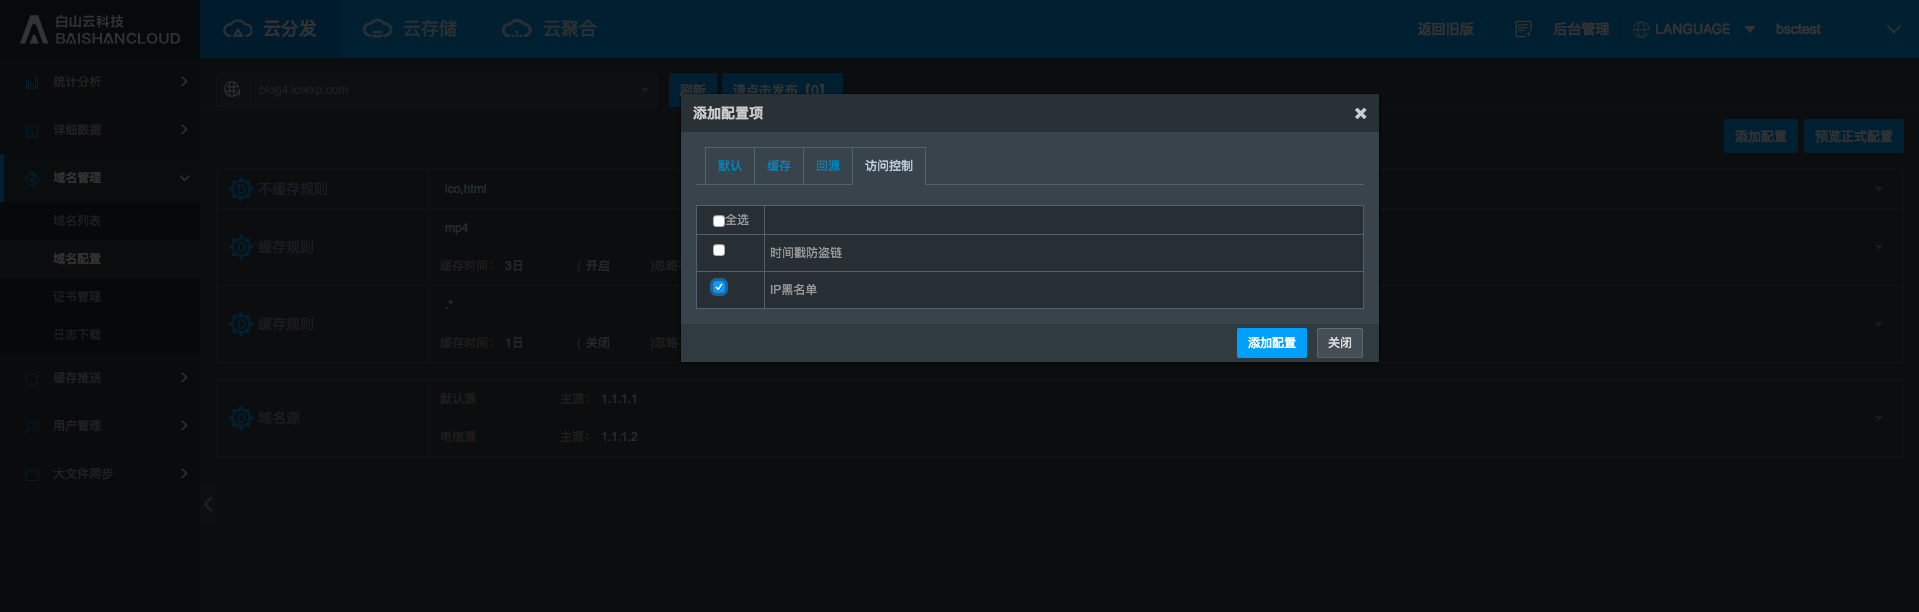 白山云科技
BAISHANCLOUD
云分发
云存储
云聚合
返回旧版
后台管理
LANGUAGE
bsctest
统计分析
详细数据
域名管理
域名列表
域名配置
证书管理
日志下载
缓存推送
用户管理
大文件同步
blog4.lowxp.com
刷新
请点击发布【0】
添加配置
预览正式配置
不缓存规则
ico,html
缓存规则
mp4
缓存时间： 3日 （ 开启 )忽略
缓存规则
.*
缓存时间： 1日 （ 关闭 )忽略
域名源
默认源 主源： 1.1.1.1
电信源 主源： 1.1.1.2
添加配置项
默认
缓存
回源
访问控制
全选
时间戳防盗链
IP黑名单
添加配置
关闭